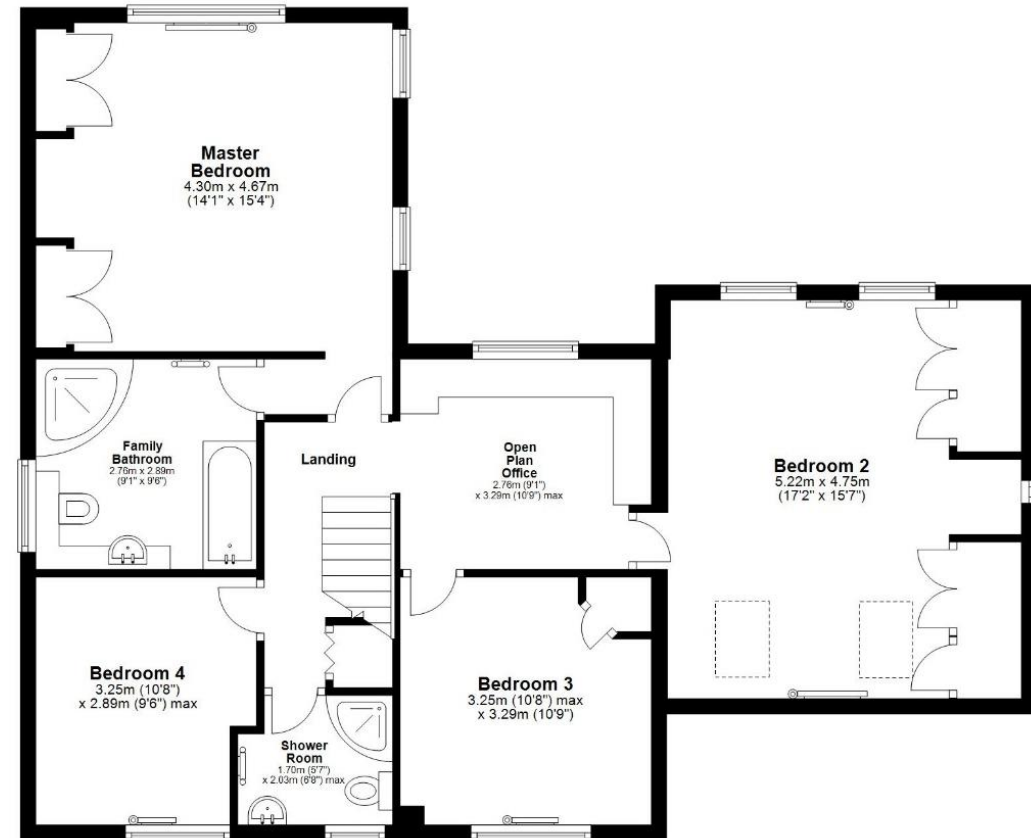 Master
Bedroom
4.30m x 4.67m
(14'1" x 15'4")
Family
Bathroom
2.76m x 2.89m
(9'1" x 9'6")
Landing
Open
Plan
Office
2.76m (9'1")
x 3.29m (10'9") max
Bedroom 2
5.22m x 4.75m
(17'2" x 15'7")
Bedroom 4
3.25m (10'8")
x 2.89m (9'6") max
Shower
Room
1.70m (5'7")
x 2.03m (6'8") max
Bedroom 3
3.25m (10'8") max
x 3.29m (10'9")